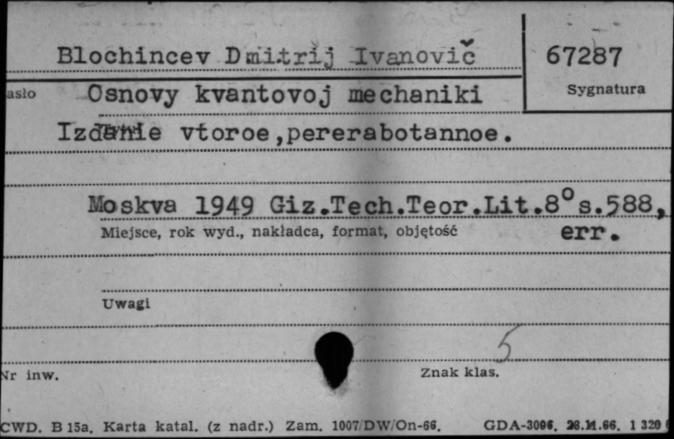 Blochincev Dmitrij Ivanovič
67287
asło
Osnovy kvantovoj mechaniki
Sygnatura
Izdanie vtoroe,pererabotannoe.
Moskva 1949 Giz.Tech.Teor.Lit.8° s.588,
Miejsce, rok wyd., nakładca, format, objętość
err.
Uwagi
5
Nr inw.
Znak klas.
CWD. B 15a. Karta katal. (z nadr.) Zam. 1007/DW/On-66. GDA-3006. 11.66. 1 320